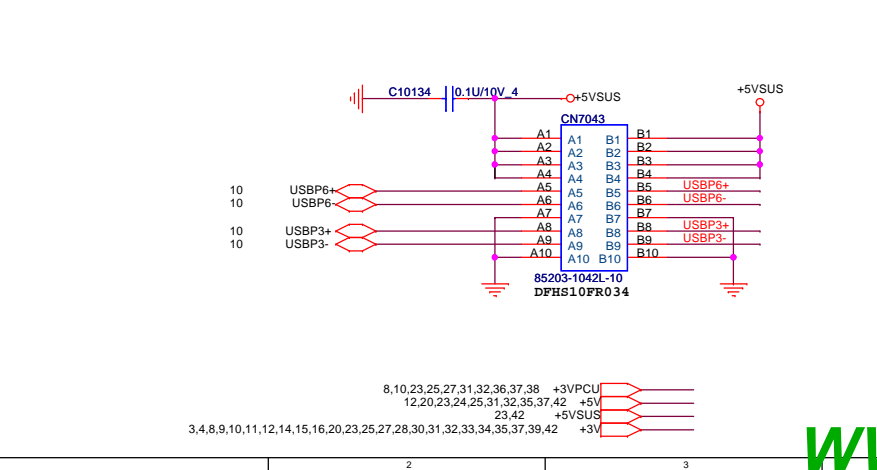 C10134 0.1U/10V_4
+5VSUS
+5VSUS
CN7043
A1 A1 B1 B1
A2 A2 B2 B2
A3 A3 B3 B3
A4 A4 B4 B4
10 USBP6+ A5 A5 B5 B5 USBP6+
10 USBP6- A6 A6 B6 B6 USBP6-
A7 A7 B7 B7
10 USBP3+ A8 A8 B8 B8 USBP3+
10 USBP3- A9 A9 B9 B9 USBP3-
A10 A10 B10 B10
85203-1042L-10
DFHS10FR034
8,10,23,25,27,31,32,36,37,38 +3VPCU
12,20,23,24,25,31,32,35,37,42 +5V
23,42 +5VSUS
3,4,8,9,10,11,12,14,15,16,20,23,25,27,28,30,31,32,33,34,35,37,39,42 +3V
2 3